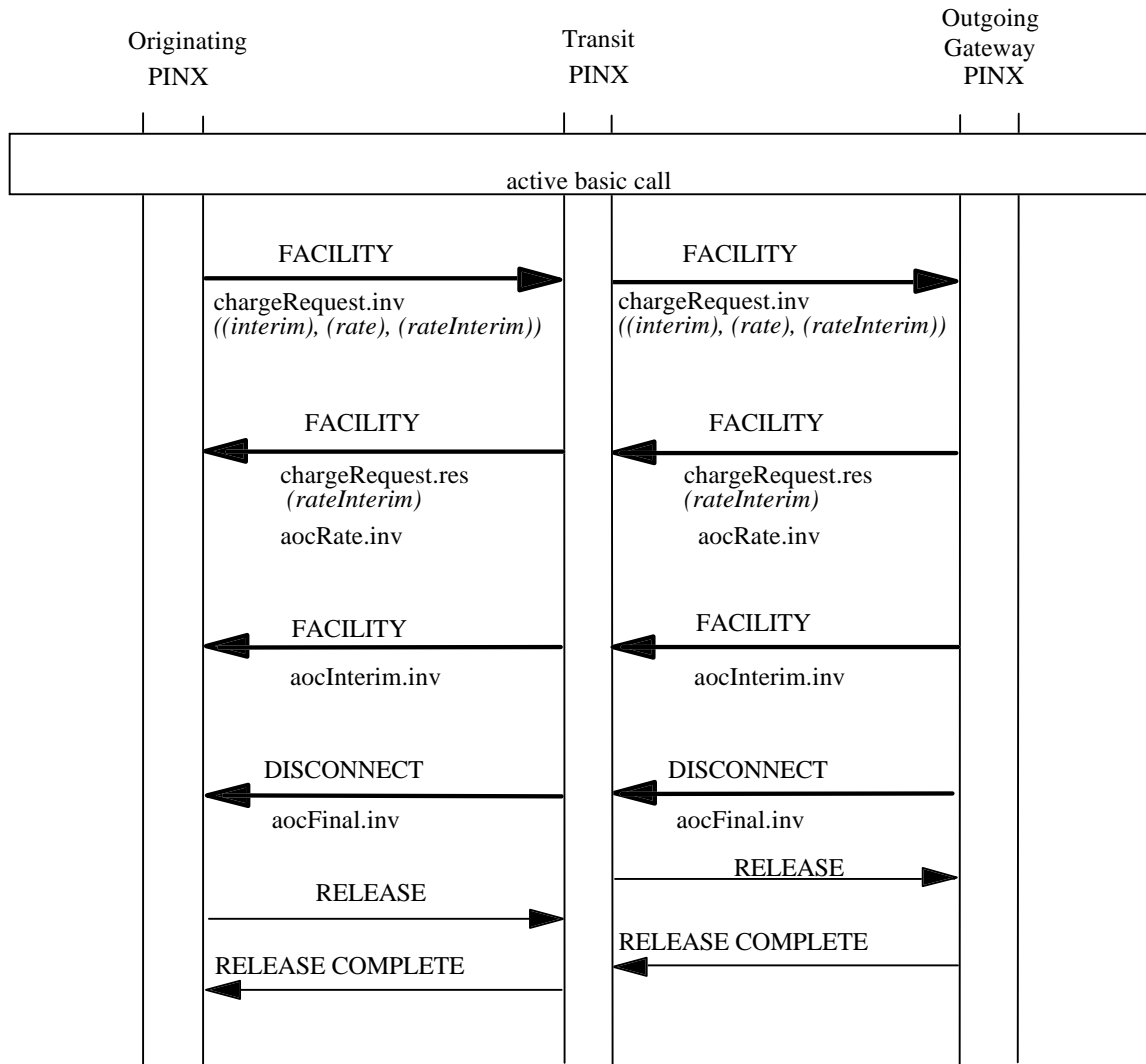 Originating
PINX
Transit
PINX
Outgoing
Gateway
PINX
active basic call
FACILITY
FACILITY
chargeRequest.inv
((interim), (rate), (rateInterim))
chargeRequest.inv
((interim), (rate), (rateInterim))
FACILITY
FACILITY
chargeRequest.res
(rateInterim)
aocRate.inv
chargeRequest.res
(rateInterim)
aocRate.inv
FACILITY
FACILITY
aocInterim.inv
aocInterim.inv
DISCONNECT
DISCONNECT
aocFinal.inv
aocFinal.inv
RELEASE
RELEASE
RELEASE COMPLETE
RELEASE COMPLETE